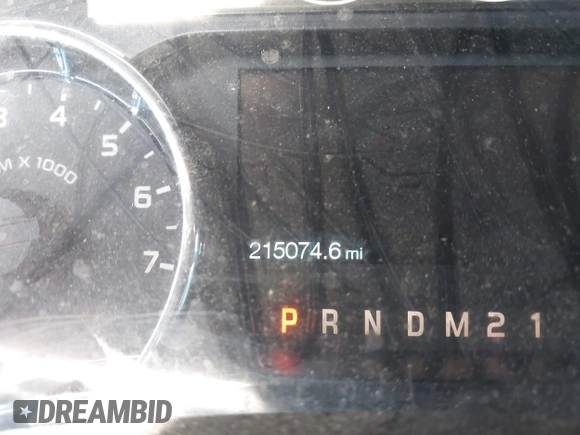 3 4 5 6 7
M X 1000
215074.6 mi
P R N D M 2 1
DREAMBID